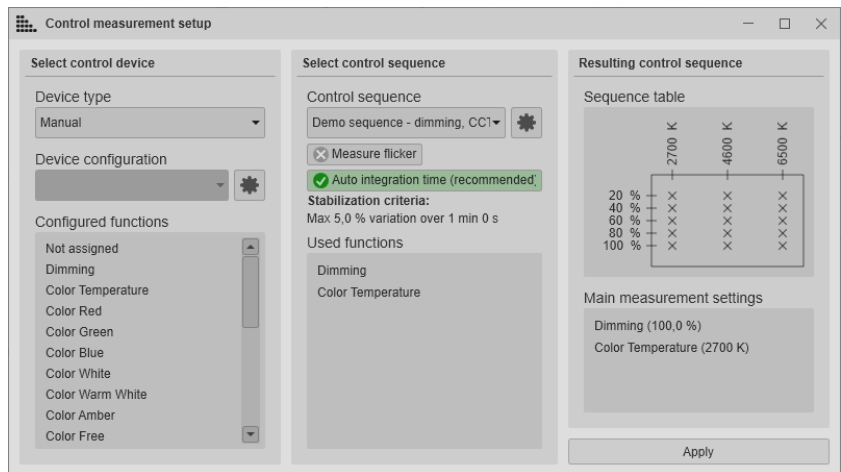 Control measurement setup
Select control device
Device type
Manual
Device configuration
Configured functions
Not assigned
Dimming
Color Temperature
Color Red
Color Green
Color Blue
Color White
Color Warm White
Color Amber
Color Free
Select control sequence
Control sequence
Demo sequence - dimming, CCT
Measure flicker
Auto integration time (recommended)
Stabilization criteria:
Max 5,0 % variation over 1 min 0 s
Used functions
Dimming
Color Temperature
Resulting control sequence
Sequence table
2700 K
4600 K
6500 K
20 %
40 %
60 %
80 %
100 %
Main measurement settings
Dimming (100,0 %)
Color Temperature (2700 K)
Apply